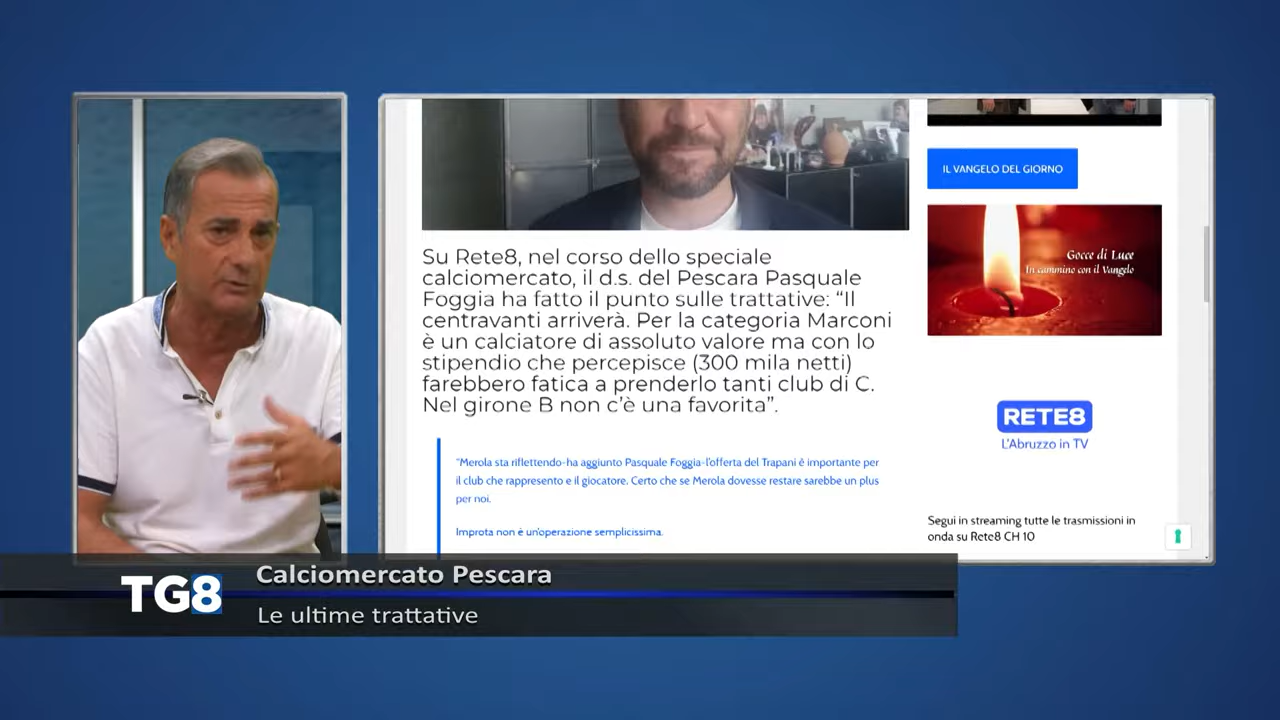 Su Rete8, nel corso dello speciale
calciomercato, il d.s. del Pescara Pasquale
Foggia ha fatto il punto sulle trattative: “Il
centravanti arriverà. Per la categoria Marconi
è un calciatore di assoluto valore ma con lo
stipendio che percepisce (300 mila netti)
farebbero fatica a prenderlo tanti club di C.
Nel girone B non c’è una favorita”.
"Merola sta riflettendo-ha aggiunto Pasquale Foggia-l’offerta del Trapani è importante per
il club che rappresento e il giocatore. Certo che se Merola dovesse restare sarebbe un plus
per noi.
Improta non è un’operazione semplicissima.
IL VANGELO DEL GIORNO
Gocce di Luce
In cammino con il Vangelo
RETE8
L’Abruzzo in TV
Segui in streaming tutte le trasmissioni in
onda su Rete8 CH 10
TG8
Calciomercato Pescara
Le ultime trattative